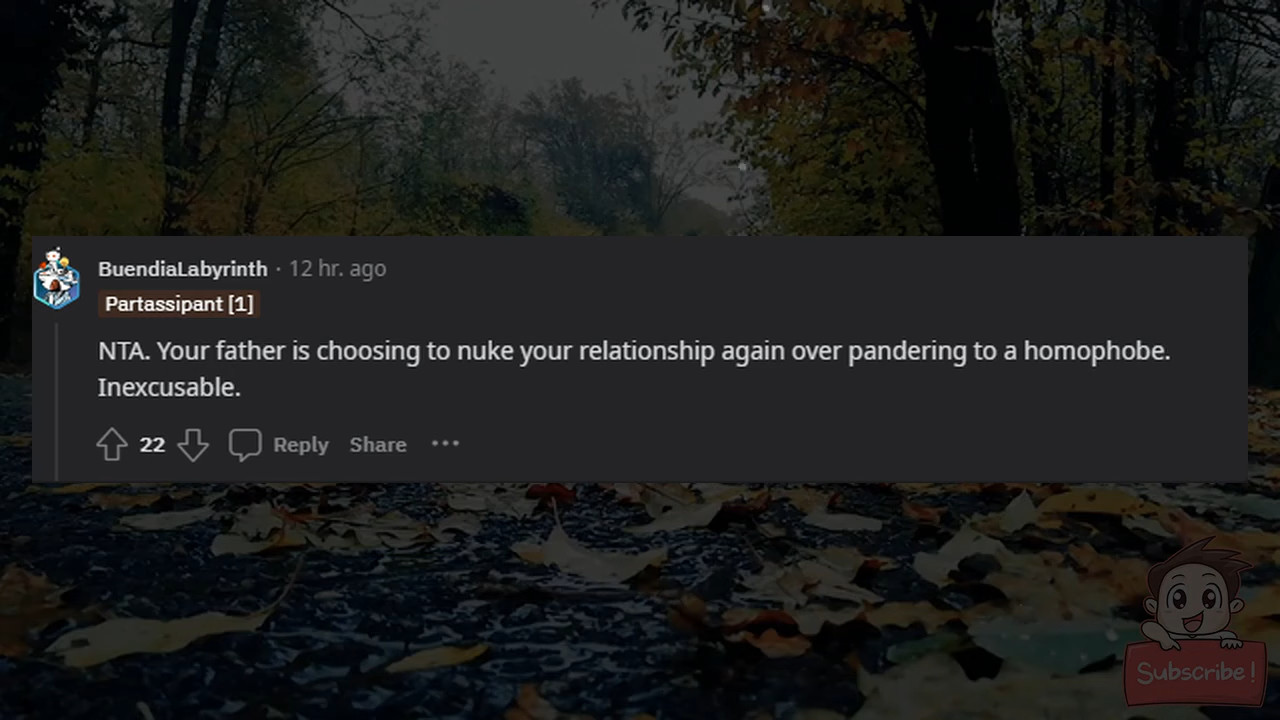 BuendiaLabyrinth · 12 hr. ago
Partassipant [1]
NTA. Your father is choosing to nuke your relationship again over pandering to a homophobe.
Inexcusable.
22 Reply Share •••
Subscribe!